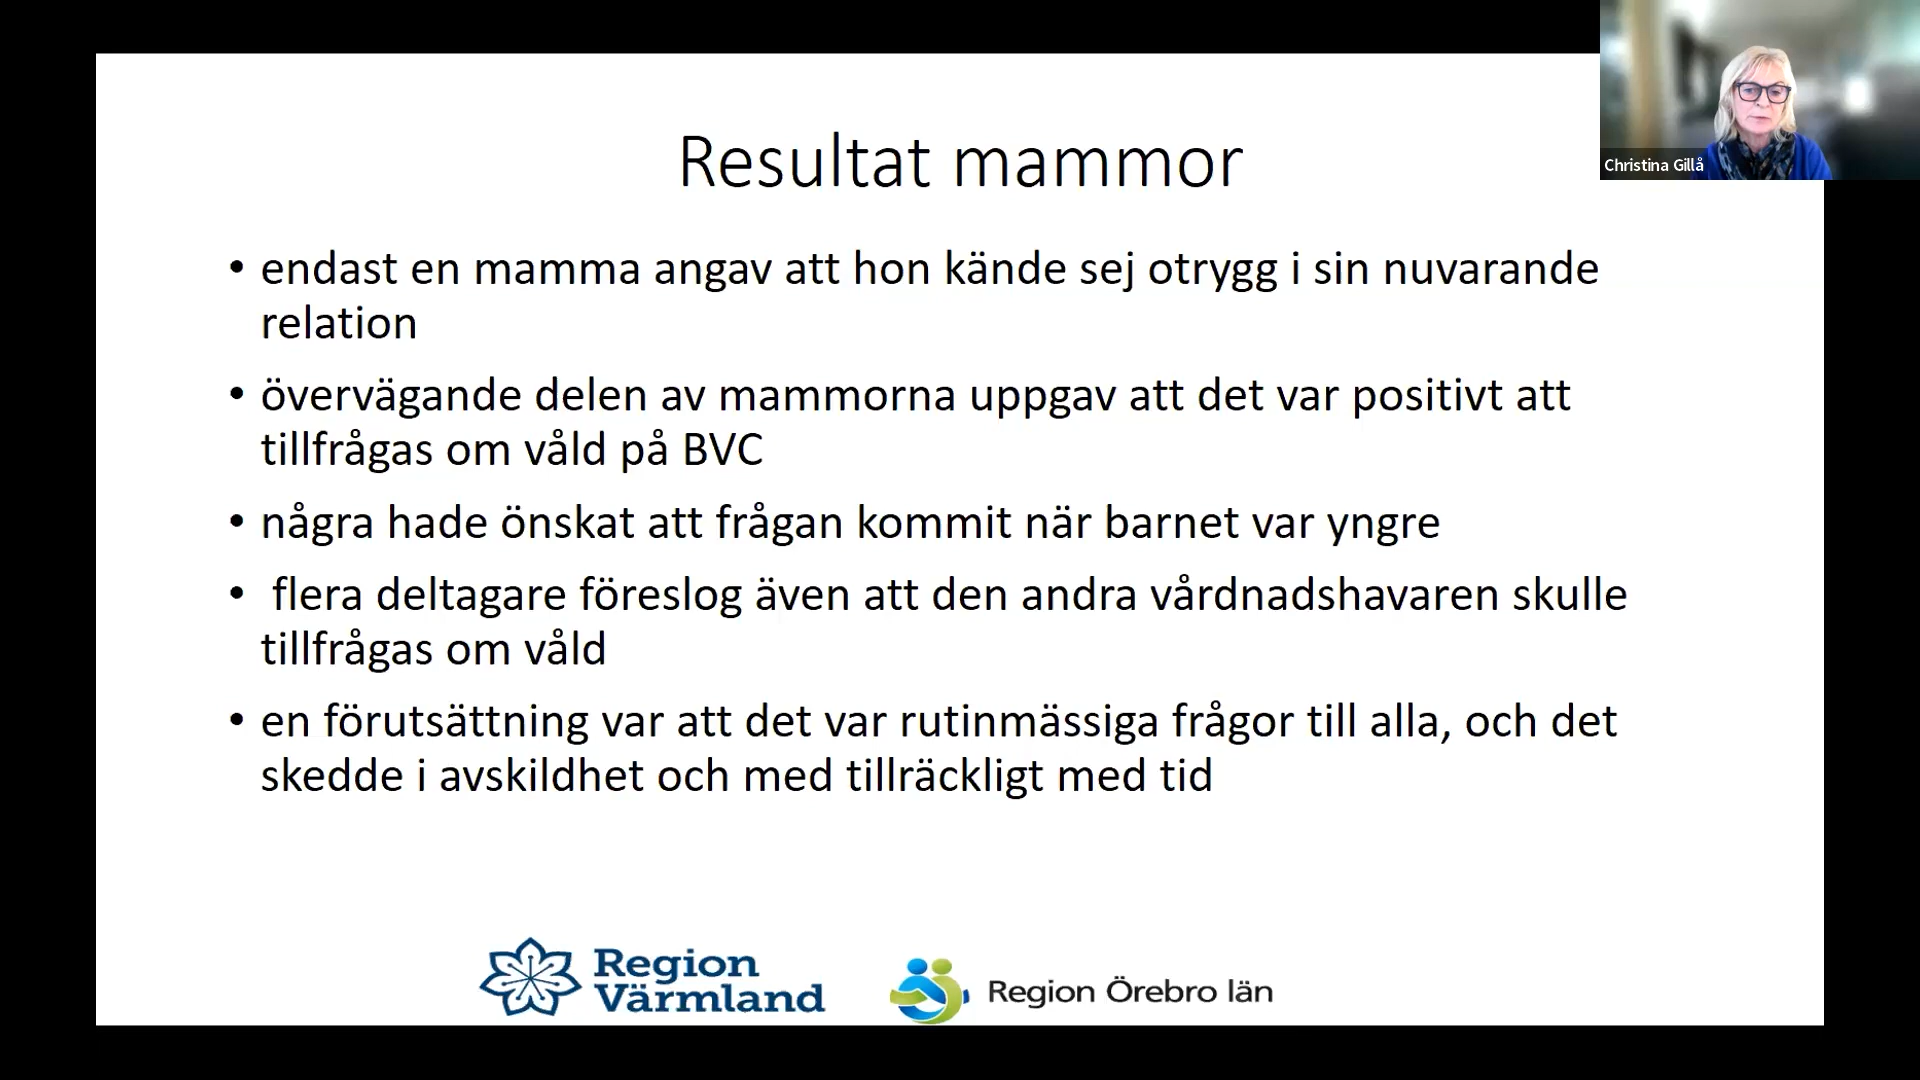 Resultat mammor
• endast en mamma angav att hon kände sej otrygg i sin nuvarande
relation
• övervägande delen av mammorna uppgav att det var positivt att
tillfrågas om våld på BVC
• några hade önskat att frågan kommit när barnet var yngre
• flera deltagare föreslog även att den andra vårdnadshavaren skulle
tillfrågas om våld
• en förutsättning var att det var rutinmässiga frågor till alla, och det
skedde i avskildhet och med tillräckligt med tid
Region
Värmland
Region Örebro län
Christina Gillå